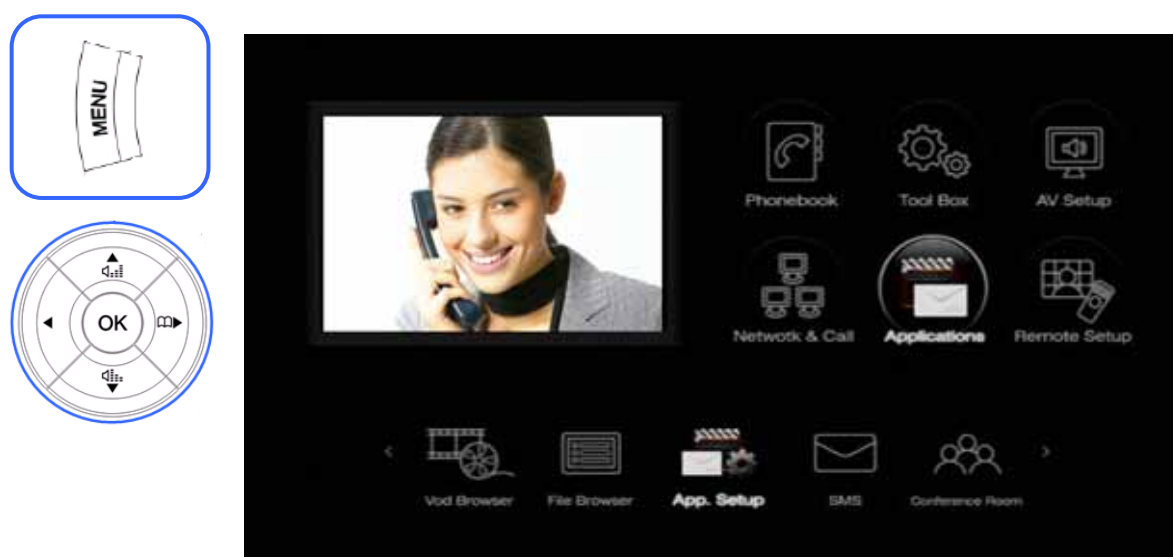 MENU
OK
Phonebook
Tool Box
AV Setup
Netwotk & Call
Applications
Remote Setup
Vod Browser
File Browser
App. Setup
SMS
Conference Room